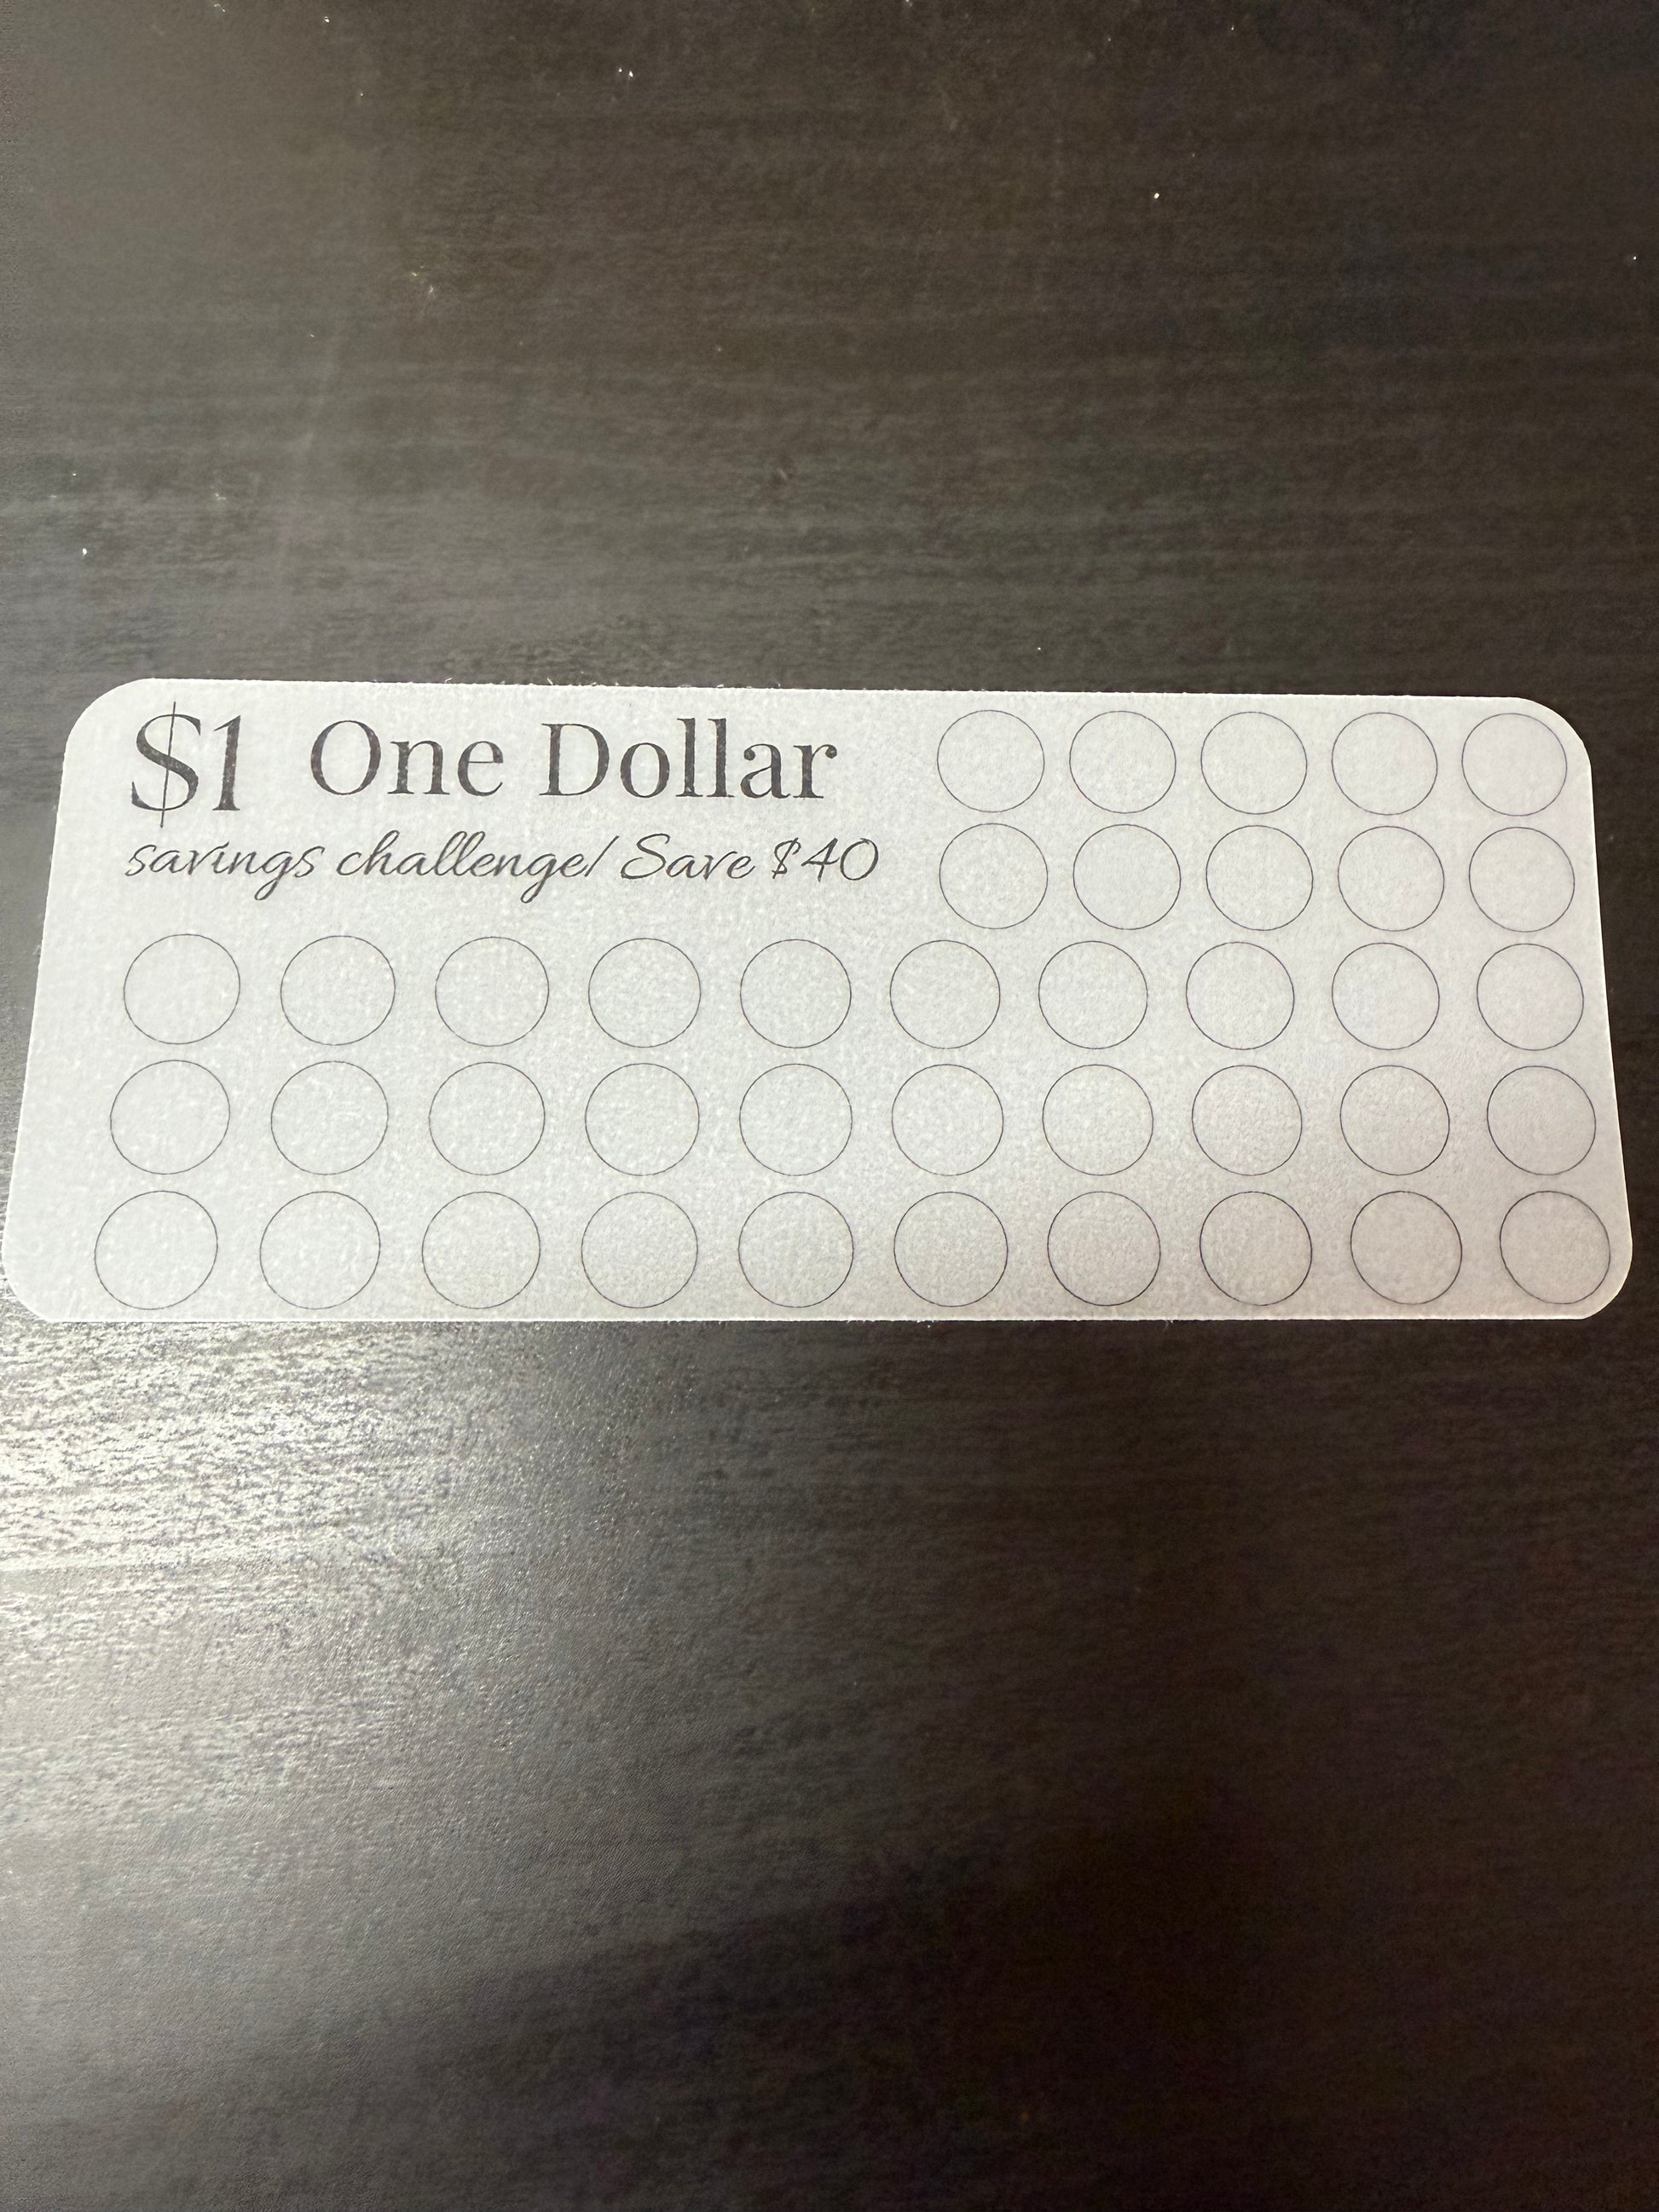 $1 One Dollar
savings challenge/ Save $40